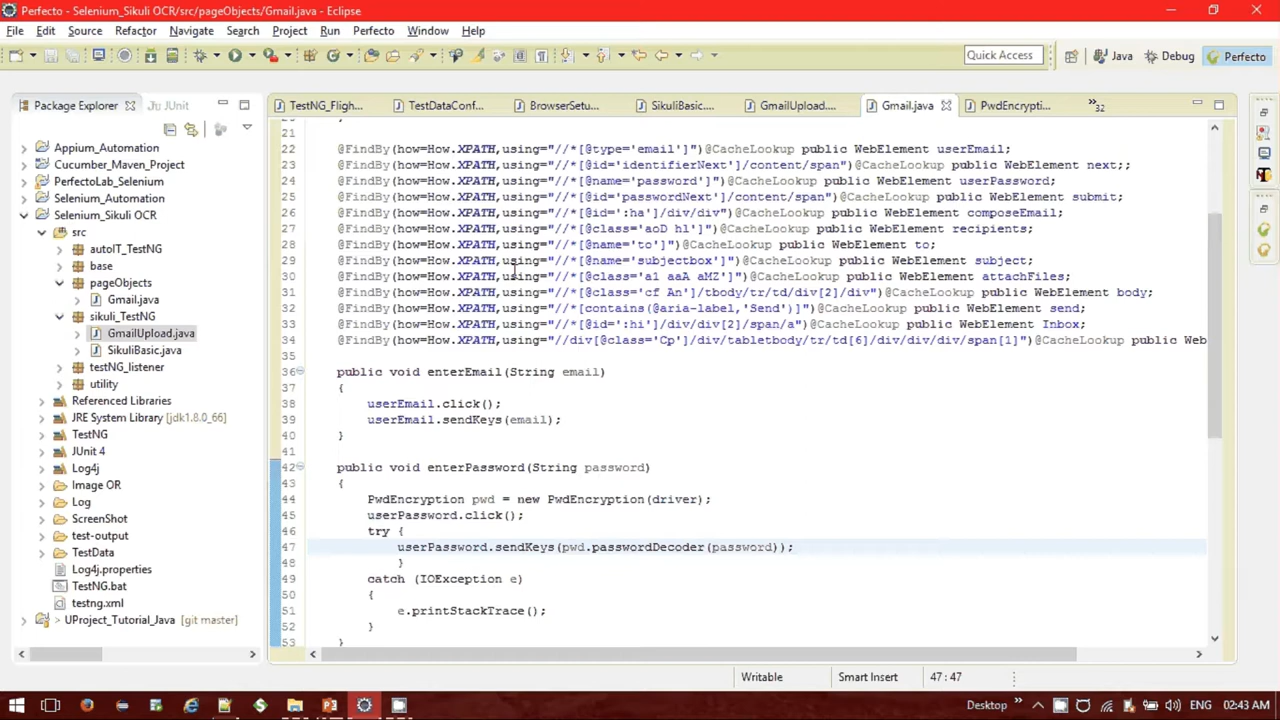 Perfecto - Selenium_Sikuli OCR/src/pageObjects/Gmail.java - Eclipse
File Edit Source Refactor Navigate Search Project Run Perfecto Window Help
Quick Access Java Debug Perfecto
Package Explorer JUnit
TestNG_Fligh... TestDataConf... BrowserSetu... SikuliBasic.... GmailUpload.... Gmail.java PwdEncrypti... »32
Appium_Automation
Cucumber_Maven_Project
PerfectoLab_Selenium
Selenium_Automation
Selenium_Sikuli OCR
src
autoIT_TestNG
base
pageObjects
Gmail.java
sikuli_TestNG
GmailUpload.java
SikuliBasic.java
testNG_listener
utility
Referenced Libraries
JRE System Library [jdk1.8.0_66]
TestNG
JUnit 4
Log4j
Image OR
Log
ScreenShot
test-output
TestData
Log4j.properties
TestNG.bat
testng.xml
> UProject_Tutorial_Java [git master]
21
22 @FindBy(how=How.XPATH,using="//*[@type='email']")@CacheLookup public WebElement userEmail;
23 @FindBy(how=How.XPATH,using="//*[@id='identifierNext']/content/span")@CacheLookup public WebElement next;;
24 @FindBy(how=How.XPATH,using="//*[@name='password']")@CacheLookup public WebElement userPassword;
25 @FindBy(how=How.XPATH,using="//*[@id='passwordNext']/content/span")@CacheLookup public WebElement submit;
26 @FindBy(how=How.XPATH,using="//*[@id=':ha']/div/div")@CacheLookup public WebElement composeEmail;
27 @FindBy(how=How.XPATH,using="//*[@class='aoD hl']")@CacheLookup public WebElement recipients;
28 @FindBy(how=How.XPATH,using="//*[@name='to']")@CacheLookup public WebElement to;
29 @FindBy(how=How.XPATH,using="//*[@name='subjectbox']")@CacheLookup public WebElement subject;
30 @FindBy(how=How.XPATH,using="//*[@class='a1 aaA aMZ']")@CacheLookup public WebElement attachFiles;
31 @FindBy(how=How.XPATH,using="//*[@class='cf An']/tbody/tr/td/div[2]/div")@CacheLookup public WebElement body;
32 @FindBy(how=How.XPATH,using="//*[contains(@aria-label,'Send')]")@CacheLookup public WebElement send;
33 @FindBy(how=How.XPATH,using="//*[@id=':hi']/div/div[2]/span/a")@CacheLookup public WebElement Inbox;
34 @FindBy(how=How.XPATH,using="//div[@class='Cp']/div/tabletbody/tr/td[6]/div/div/div/span[1]")@CacheLookup public Web
35
36 public void enterEmail(String email)
37 {
38 userEmail.click();
39 userEmail.sendKeys(email);
40 }
41
42 public void enterPassword(String password)
43 {
44 PwdEncryption pwd = new PwdEncryption(driver);
45 userPassword.click();
46 try {
47 userPassword.sendKeys(pwd.passwordDecoder(password));
48 }
49 catch (IOException e)
50 {
51 e.printStackTrace();
52 }
53 }
Writable Smart Insert 47 : 47
Desktop » ENG 02:43 AM